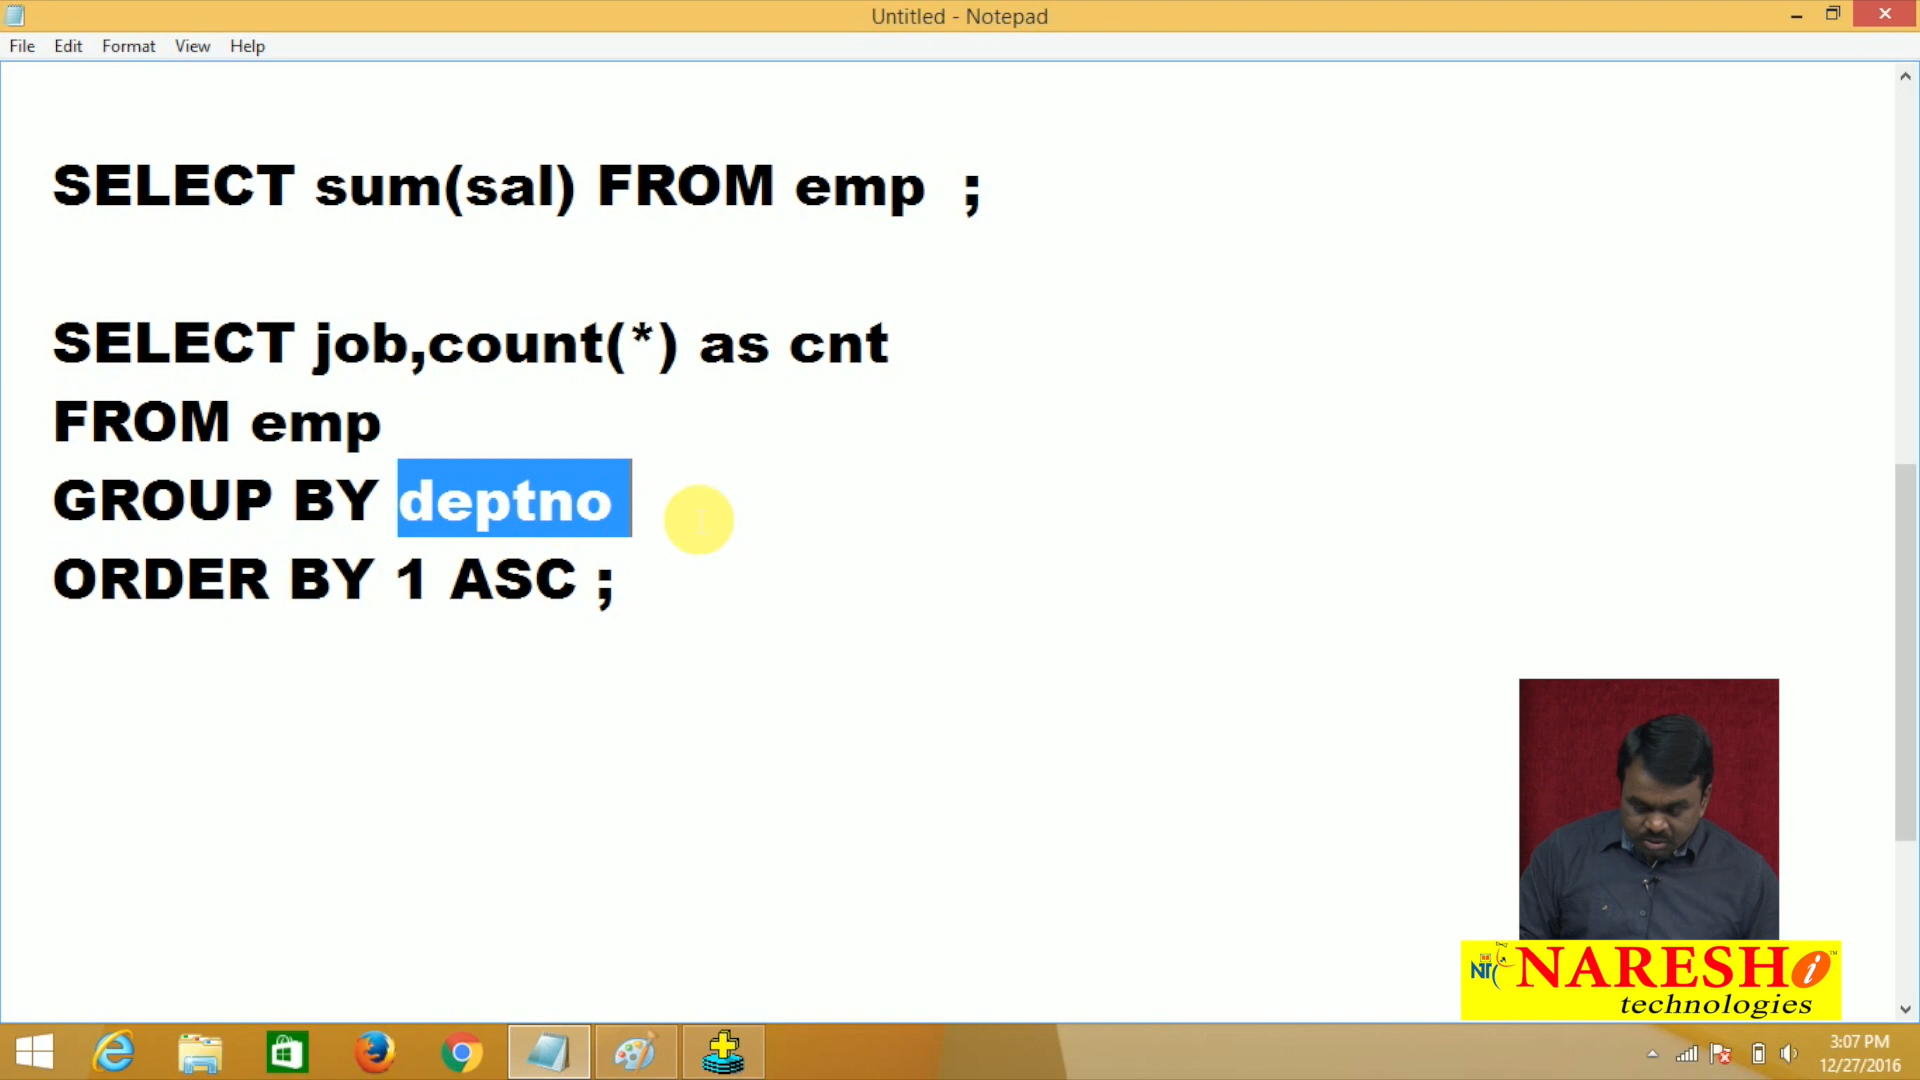 Untitled - Notepad
File Edit Format View Help
SELECT sum(sal) FROM emp ;
SELECT job,count(*) as cnt
FROM emp
GROUP BY deptno
ORDER BY 1 ASC ;
NARESH i
technologies
3:07 PM
12/27/2016